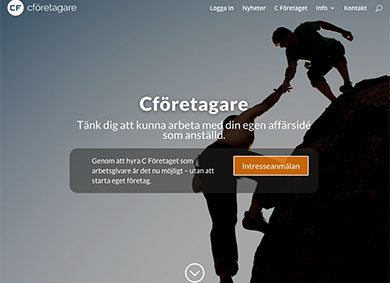 CF cföretagare
Logga in Nyheter C Företaget Info Kontakt
Cföretagare
Tänk dig att kunna arbeta med din egen affärsidé
som anställd.
Genom att hyra C Företaget som
arbetsgivare är det nu möjligt – utan att
starta eget företag.
Intresseanmälan